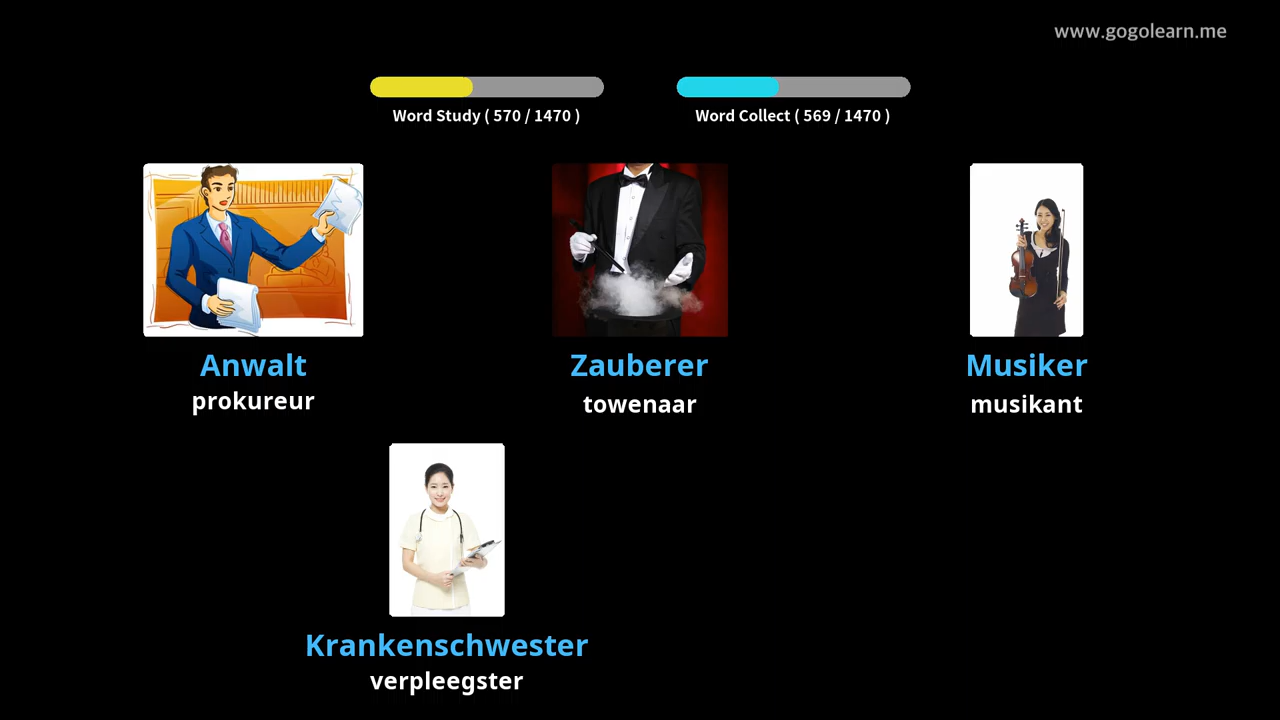 www.gogolearn.me
Word Study ( 570 / 1470 )
Word Collect ( 569 / 1470 )
Anwalt
prokureur
Zauberer
towenaar
Musiker
musikant
Krankenschwester
verpleegster